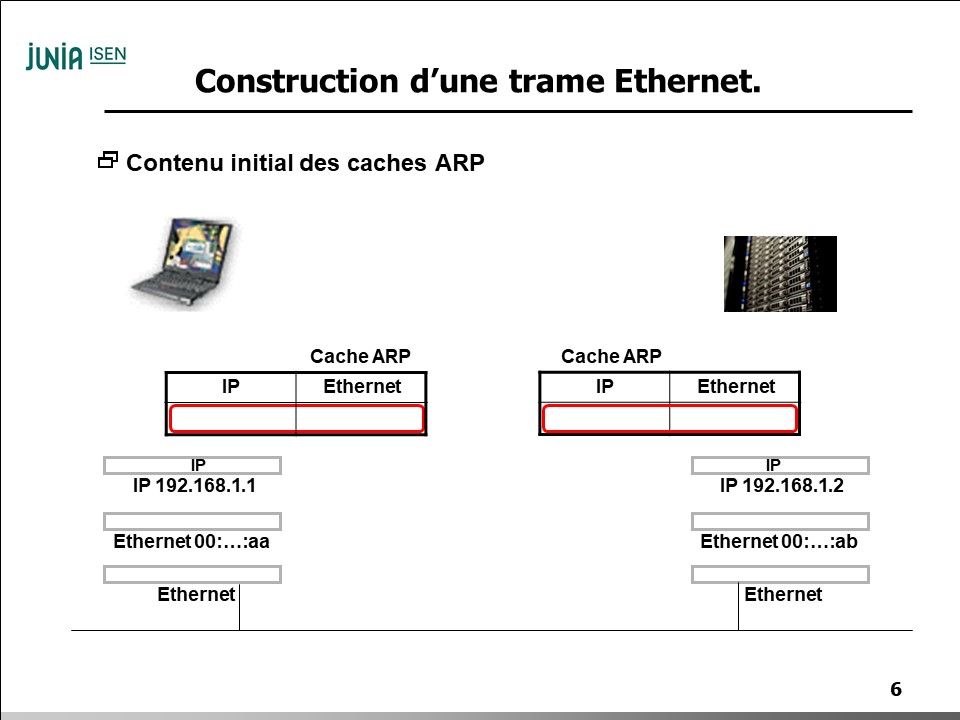 JUNIA ISEN
Construction d’une trame Ethernet.
Contenu initial des caches ARP
Cache ARP
IP Ethernet
Cache ARP
IP Ethernet
IP
IP 192.168.1.1
Ethernet 00:…:aa
Ethernet
IP
IP 192.168.1.2
Ethernet 00:…:ab
Ethernet
6